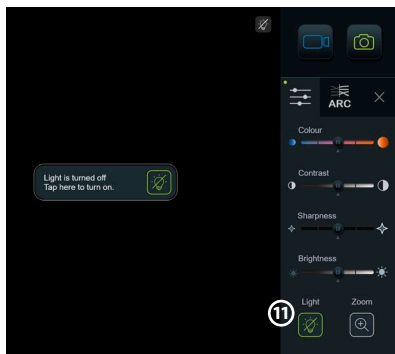 ARC
Colour
Contrast
Light is turned off
Tap here to turn on.
Sharpness
Brightness
Light Zoom
11